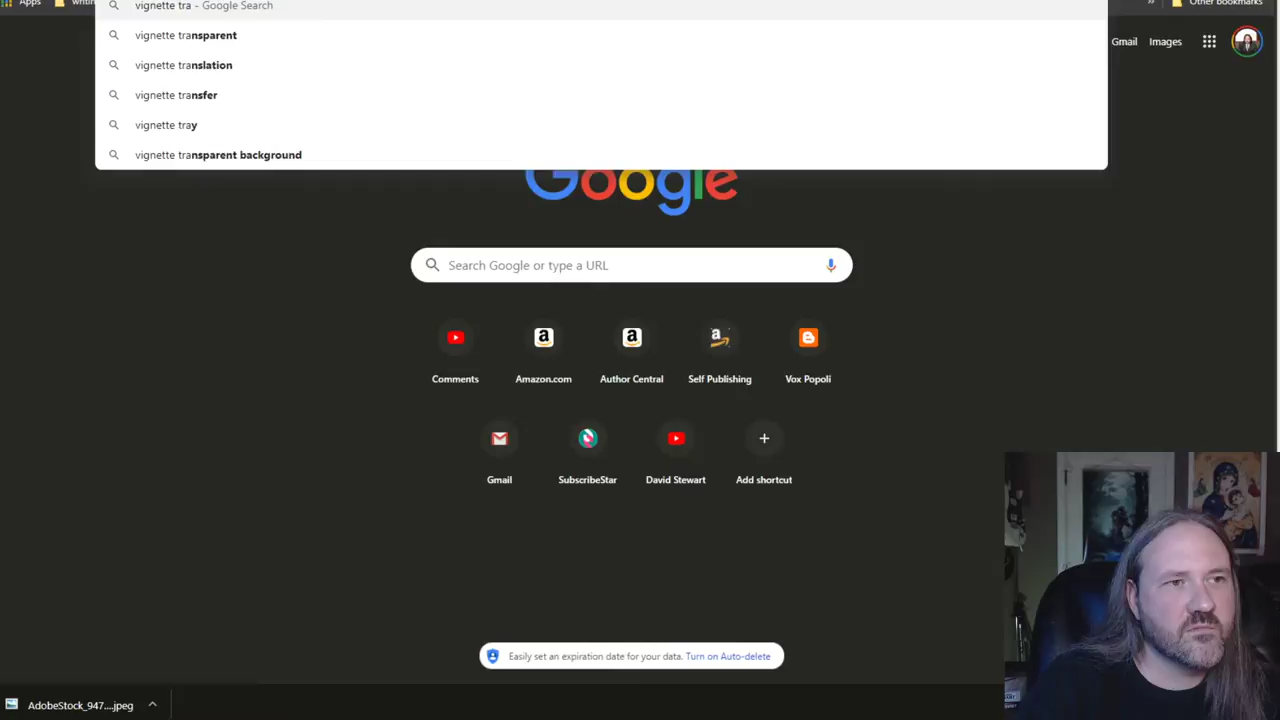 Apps
writin
Other bookmarks
vignette tra - Google Search
vignette transparent
vignette translation
vignette transfer
vignette tray
vignette transparent background
Gmail
Images
Google
Search Google or type a URL
Comments
Amazon.com
Author Central
Self Publishing
Vox Popoli
Gmail
SubscribeStar
David Stewart
Add shortcut
Easily set an expiration date for your data. Turn on Auto-delete
AdobeStock_947....jpeg